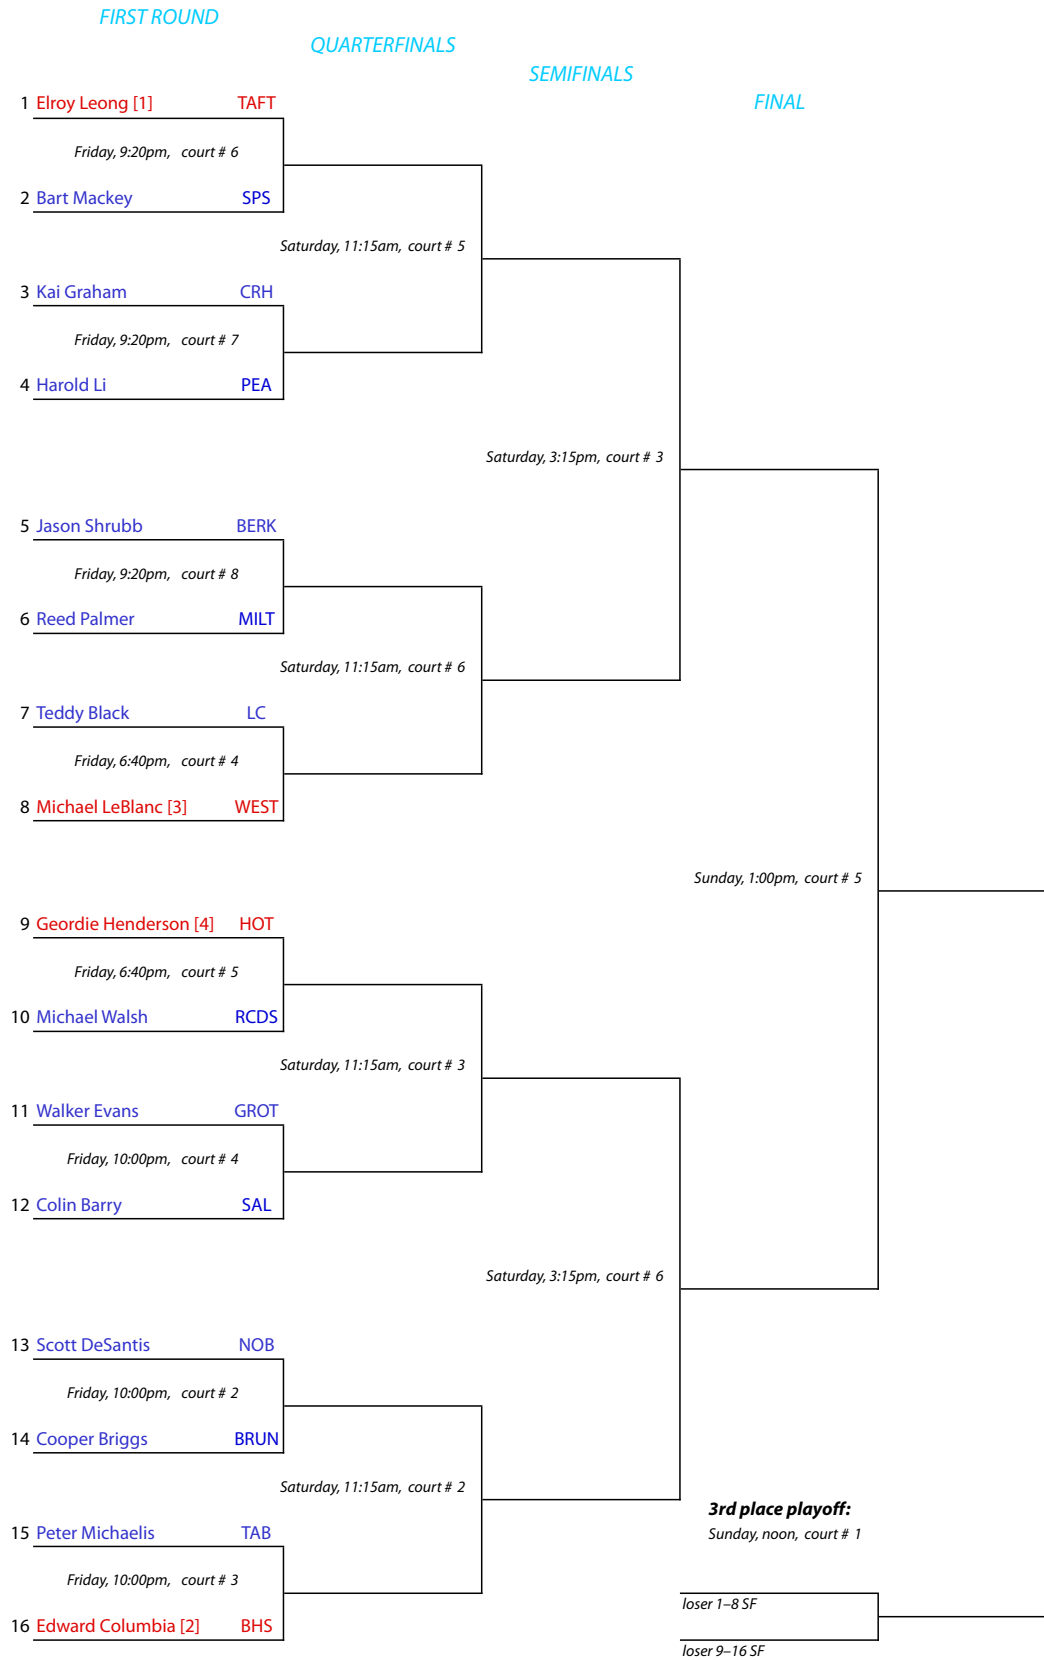 FIRST ROUND
QUARTERFINALS
SEMIFINALS
FINAL
1 Elroy Leong [1] TAFT
Friday, 9:20pm, court # 6
2 Bart Mackey SPS
Saturday, 11:15am, court # 5
3 Kai Graham CRH
Friday, 9:20pm, court # 7
4 Harold Li PEA
Saturday, 3:15pm, court # 3
5 Jason Shrubb BERK
Friday, 9:20pm, court # 8
6 Reed Palmer MILT
Saturday, 11:15am, court # 6
7 Teddy Black LC
Friday, 6:40pm, court # 4
8 Michael LeBlanc [3] WEST
Sunday, 1:00pm, court # 5
9 Geordie Henderson [4] HOT
Friday, 6:40pm, court # 5
10 Michael Walsh RCDS
Saturday, 11:15am, court # 3
11 Walker Evans GROT
Friday, 10:00pm, court # 4
12 Colin Barry SAL
Saturday, 3:15pm, court # 6
13 Scott DeSantis NOB
Friday, 10:00pm, court # 2
14 Cooper Briggs BRUN
Saturday, 11:15am, court # 2
3rd place playoff:
15 Peter Michaelis TAB
Sunday, noon, court # 1
Friday, 10:00pm, court # 3
loser 1–8 SF
16 Edward Columbia [2] BHS
loser 9–16 SF